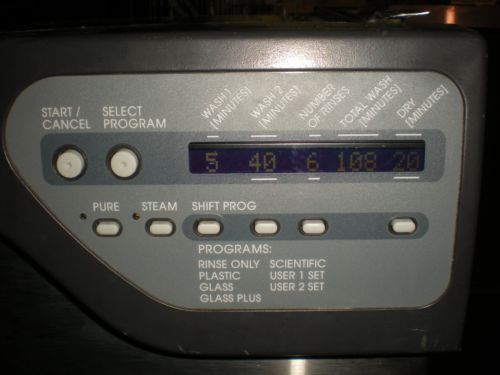 START /
CANCEL
SELECT
PROGRAM
WASH 1
[MINUTES]
WASH 2
[MINUTES]
NUMBER
OF RINSES
TOTAL WASH
[MINUTES]
DRY
[MINUTES]
5 40 6 108 20
PURE
STEAM
SHIFT PROG
PROGRAMS:
RINSE ONLY SCIENTIFIC
PLASTIC USER 1 SET
GLASS USER 2 SET
GLASS PLUS